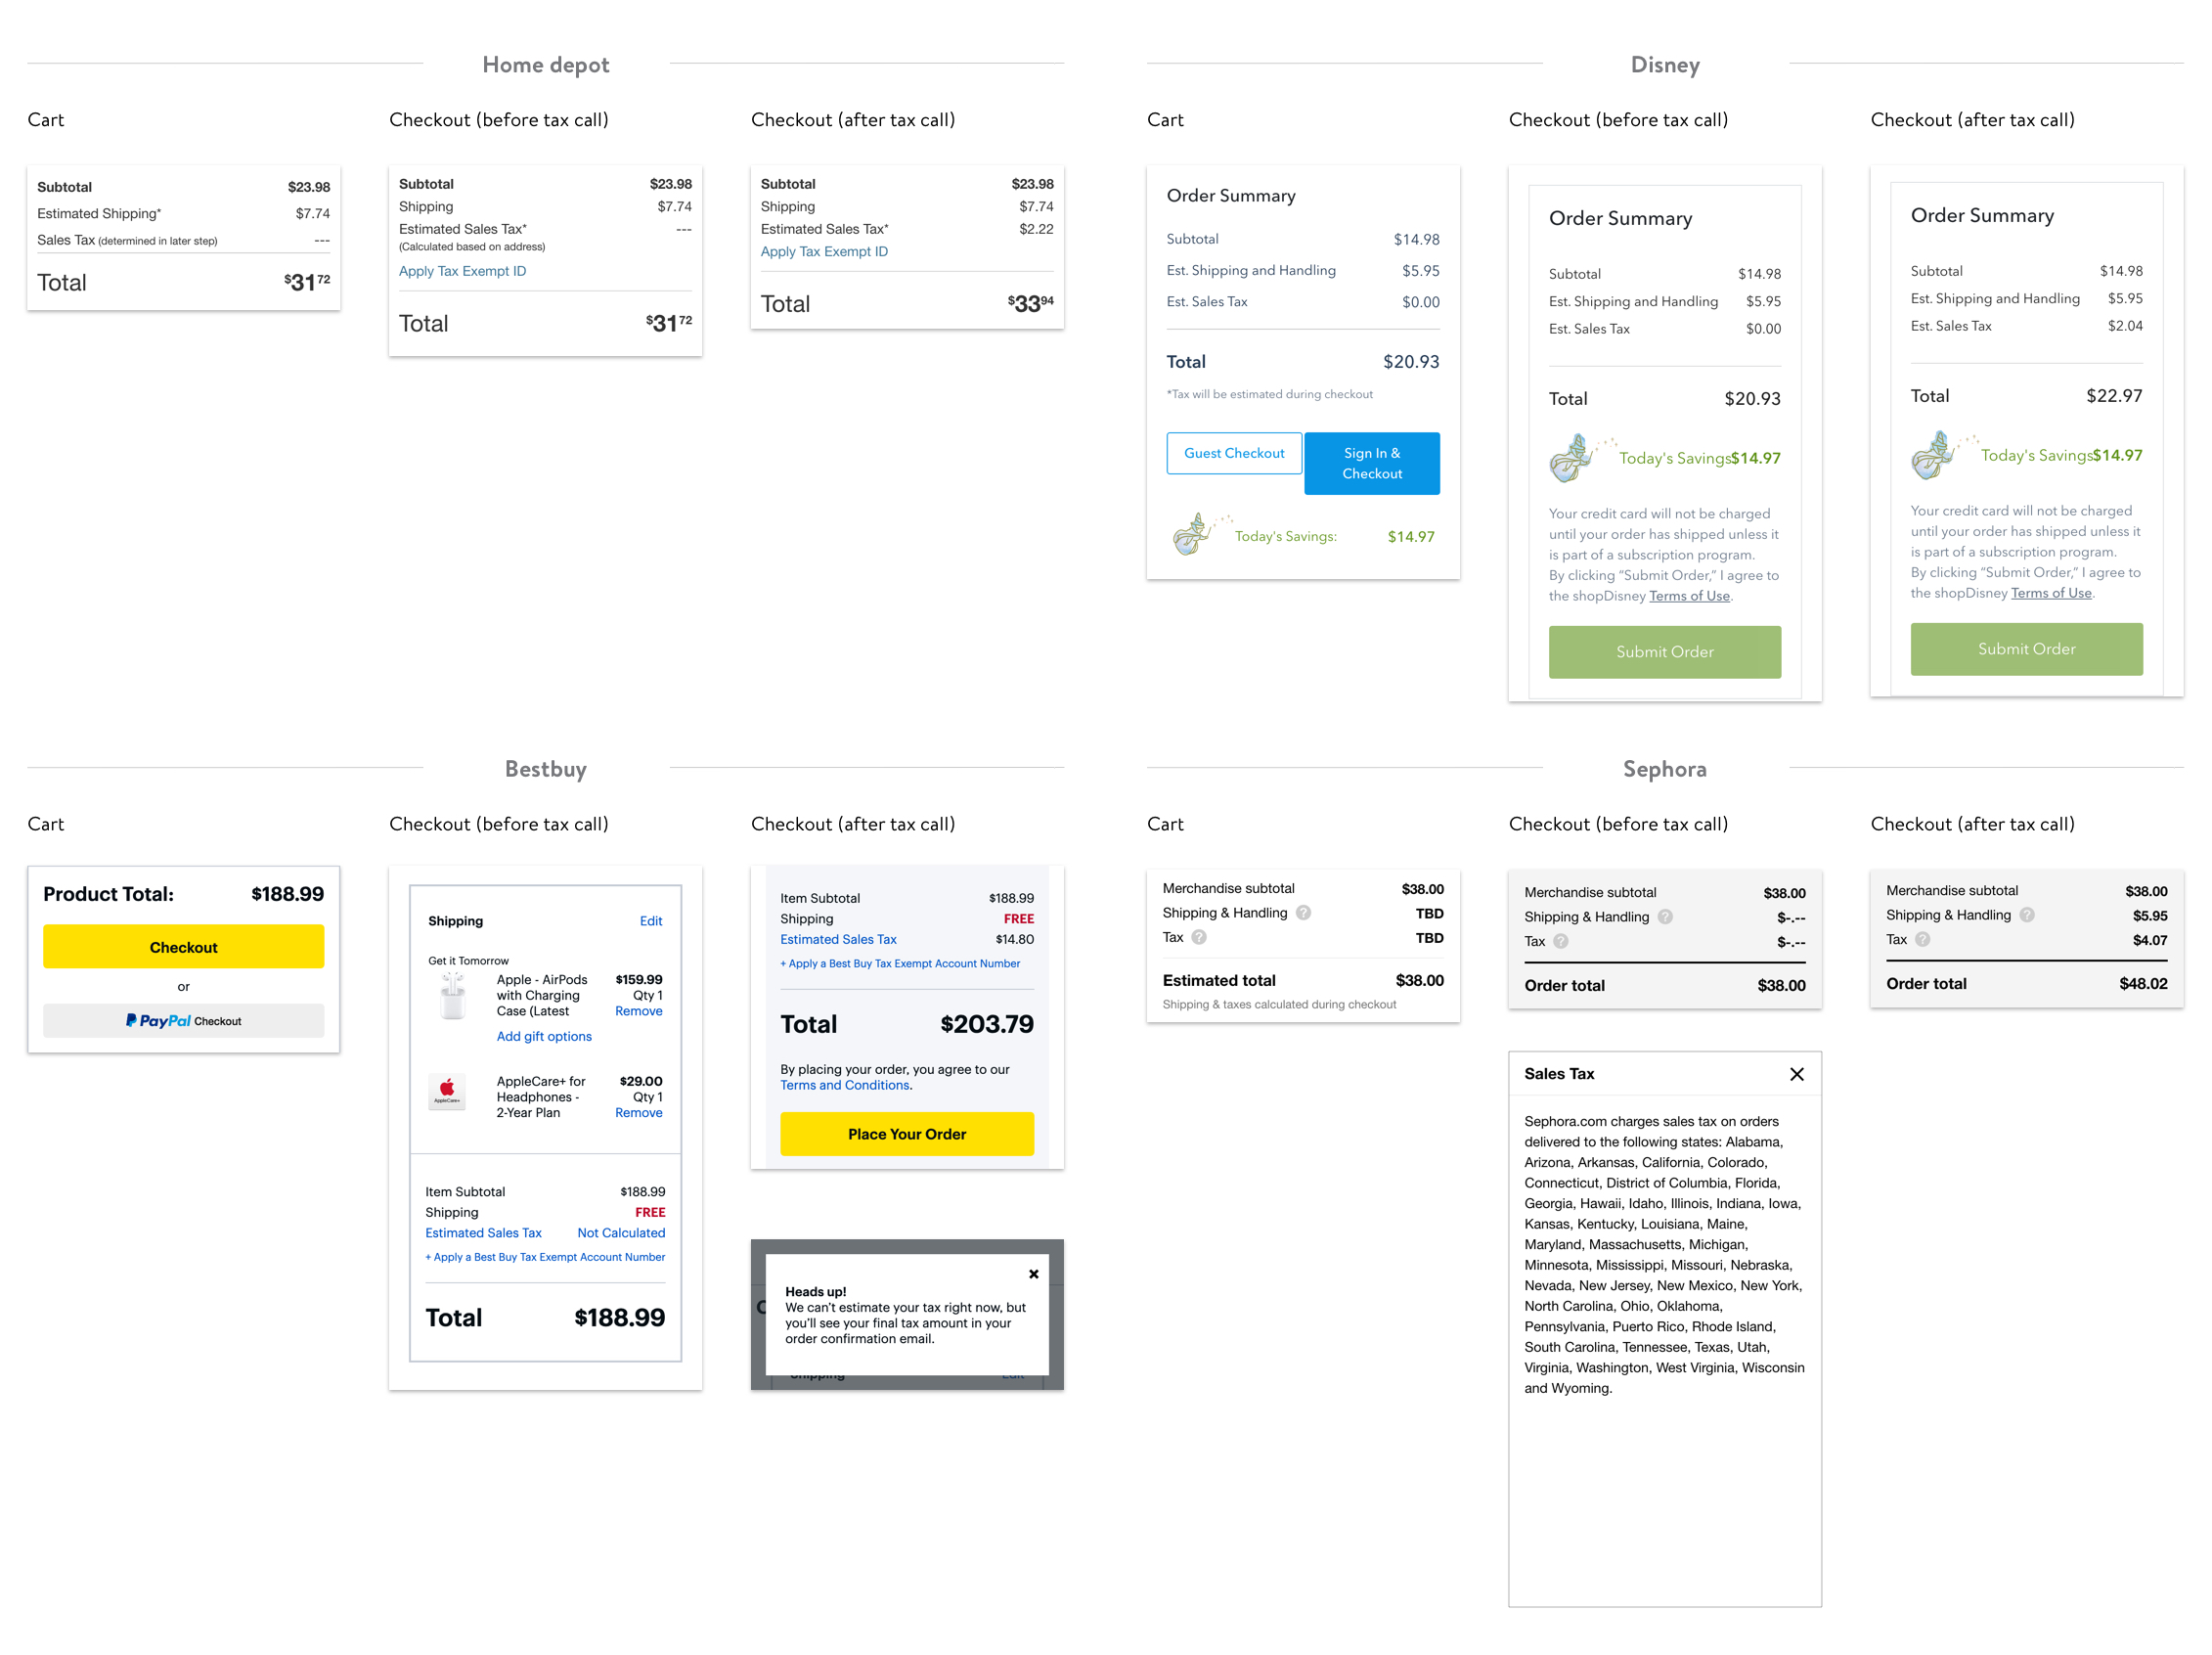 Home depot
Cart
Subtotal $23.98
Estimated Shipping* $7.74
Sales Tax (determined in later step) ---
Total $31 72
Checkout (before tax call)
Subtotal $23.98
Shipping $7.74
Estimated Sales Tax* ---
(Calculated based on address)
Apply Tax Exempt ID
Total $31 72
Checkout (after tax call)
Subtotal $23.98
Shipping $7.74
Estimated Sales Tax* $2.22
Apply Tax Exempt ID
Total $33 94
Disney
Cart
Order Summary
Subtotal $14.98
Est. Shipping and Handling $5.95
Est. Sales Tax $0.00
Total $20.93
*Tax will be estimated during checkout
Guest Checkout
Sign In &
Checkout
Today's Savings: $14.97
Checkout (before tax call)
Order Summary
Subtotal $14.98
Est. Shipping and Handling $5.95
Est. Sales Tax $0.00
Total $20.93
Today's Savings$14.97
Your credit card will not be charged
until your order has shipped unless it
is part of a subscription program.
By clicking “Submit Order,” I agree to
the shopDisney Terms of Use.
Submit Order
Checkout (after tax call)
Order Summary
Subtotal $14.98
Est. Shipping and Handling $5.95
Est. Sales Tax $2.04
Total $22.97
Today's Savings$14.97
Your credit card will not be charged
until your order has shipped unless it
is part of a subscription program.
By clicking “Submit Order,” I agree to
the shopDisney Terms of Use.
Submit Order
Bestbuy
Cart
Product Total: $188.99
Checkout
or
PayPal Checkout
Checkout (before tax call)
Shipping Edit
Get it Tomorrow
Apple - AirPods $159.99
with Charging Qty 1
Case (Latest Remove
Add gift options
AppleCare+
AppleCare+ for $29.00
Headphones - Qty 1
2-Year Plan Remove
Item Subtotal $188.99
Shipping FREE
Estimated Sales Tax Not Calculated
+ Apply a Best Buy Tax Exempt Account Number
Total $188.99
Checkout (after tax call)
Item Subtotal $188.99
Shipping FREE
Estimated Sales Tax $14.80
+ Apply a Best Buy Tax Exempt Account Number
Total $203.79
By placing your order, you agree to our
Terms and Conditions.
Place Your Order
Heads up!
We can't estimate your tax right now, but
you'll see your final tax amount in your
order confirmation email.
Shipping Edit
Sephora
Cart
Merchandise subtotal $38.00
Shipping & Handling ? TBD
Tax ? TBD
Estimated total $38.00
Shipping & taxes calculated during checkout
Checkout (before tax call)
Merchandise subtotal $38.00
Shipping & Handling ? $-.--
Tax ? $-.--
Order total $38.00
Sales Tax
Sephora.com charges sales tax on orders
delivered to the following states: Alabama,
Arizona, Arkansas, California, Colorado,
Connecticut, District of Columbia, Florida,
Georgia, Hawaii, Idaho, Illinois, Indiana, Iowa,
Kansas, Kentucky, Louisiana, Maine,
Maryland, Massachusetts, Michigan,
Minnesota, Mississippi, Missouri, Nebraska,
Nevada, New Jersey, New Mexico, New York,
North Carolina, Ohio, Oklahoma,
Pennsylvania, Puerto Rico, Rhode Island,
South Carolina, Tennessee, Texas, Utah,
Virginia, Washington, West Virginia, Wisconsin
and Wyoming.
Checkout (after tax call)
Merchandise subtotal $38.00
Shipping & Handling ? $5.95
Tax ? $4.07
Order total $48.02